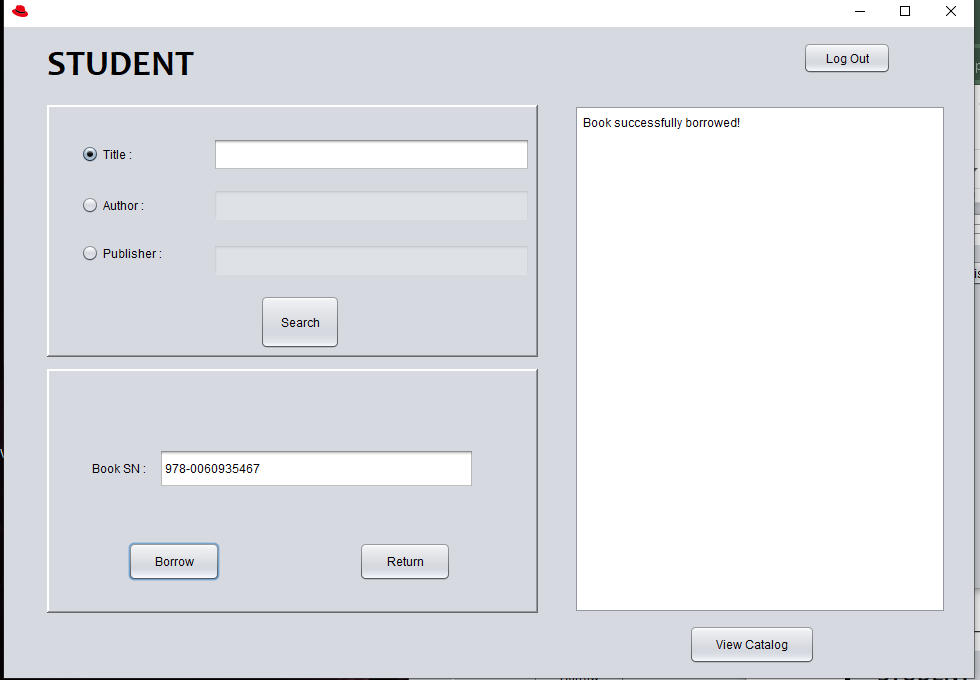 STUDENT
Log Out
Title :
Author :
Publisher :
Search
Book SN :
978-0060935467
Borrow
Return
Book successfully borrowed!
View Catalog